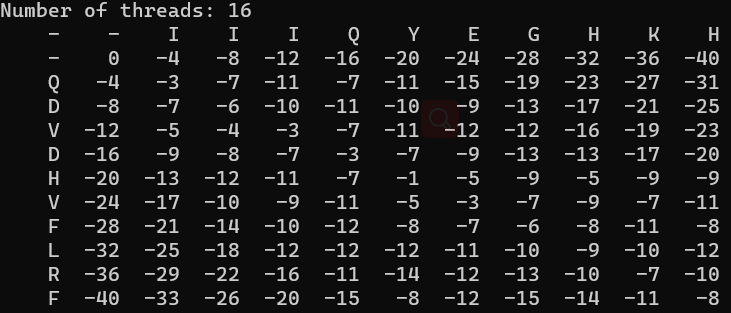 Number of threads: 16
- - I I I Q Y E G H K H
- 0 -4 -8 -12 -16 -20 -24 -28 -32 -36 -40
Q -4 -3 -7 -11 -7 -11 -15 -19 -23 -27 -31
D -8 -7 -6 -10 -11 -10 -9 -13 -17 -21 -25
V -12 -5 -4 -3 -7 -11 -12 -12 -16 -19 -23
D -16 -9 -8 -7 -3 -7 -9 -13 -13 -17 -20
H -20 -13 -12 -11 -7 -1 -5 -9 -5 -9 -9
V -24 -17 -10 -9 -11 -5 -3 -7 -9 -7 -11
F -28 -21 -14 -10 -12 -8 -7 -6 -8 -11 -8
L -32 -25 -18 -12 -12 -12 -11 -10 -9 -10 -12
R -36 -29 -22 -16 -11 -14 -12 -13 -10 -7 -10
F -40 -33 -26 -20 -15 -8 -12 -15 -14 -11 -8